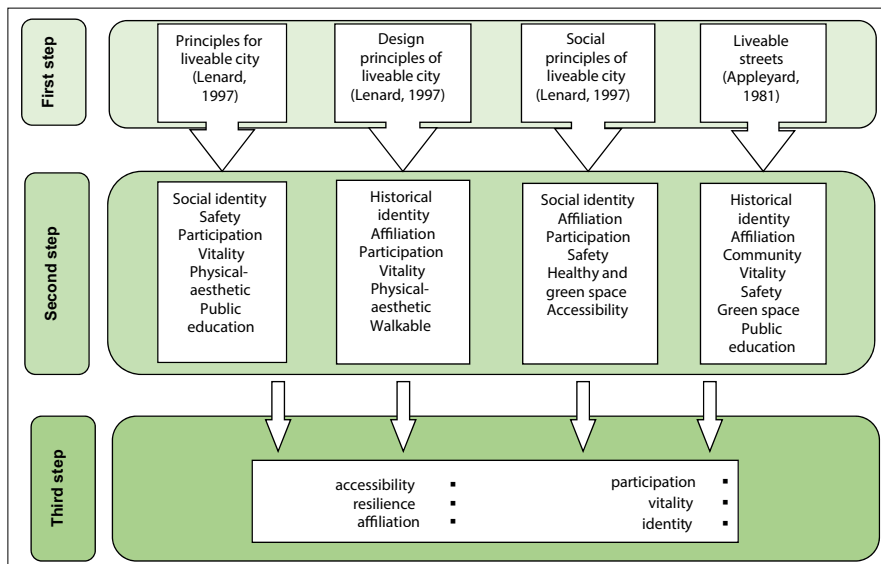 First step
Principles for
liveable city
(Lenard,
1997)
Design
principles of
liveable city
(Lenard, 1997)
Social
principles of
liveable city
(Lenard, 1997)
Liveable
streets
(Appleyard,
1981)
Second step
Social identity
Safety
Participation
Vitality
Physical-
aesthetic
Public
education
Historical
identity
Affiliation
Participation
Vitality
Physical-
aesthetic
Walkable
Social identity
Affiliation
Participation
Safety
Healthy and
green space
Accessibility
Historical
identity
Affiliation
Community
Vitality
Safety
Green space
Public
education
Third step
accessibility ▪
resilience ▪
affiliation ▪
participation ▪
vitality ▪
identity ▪